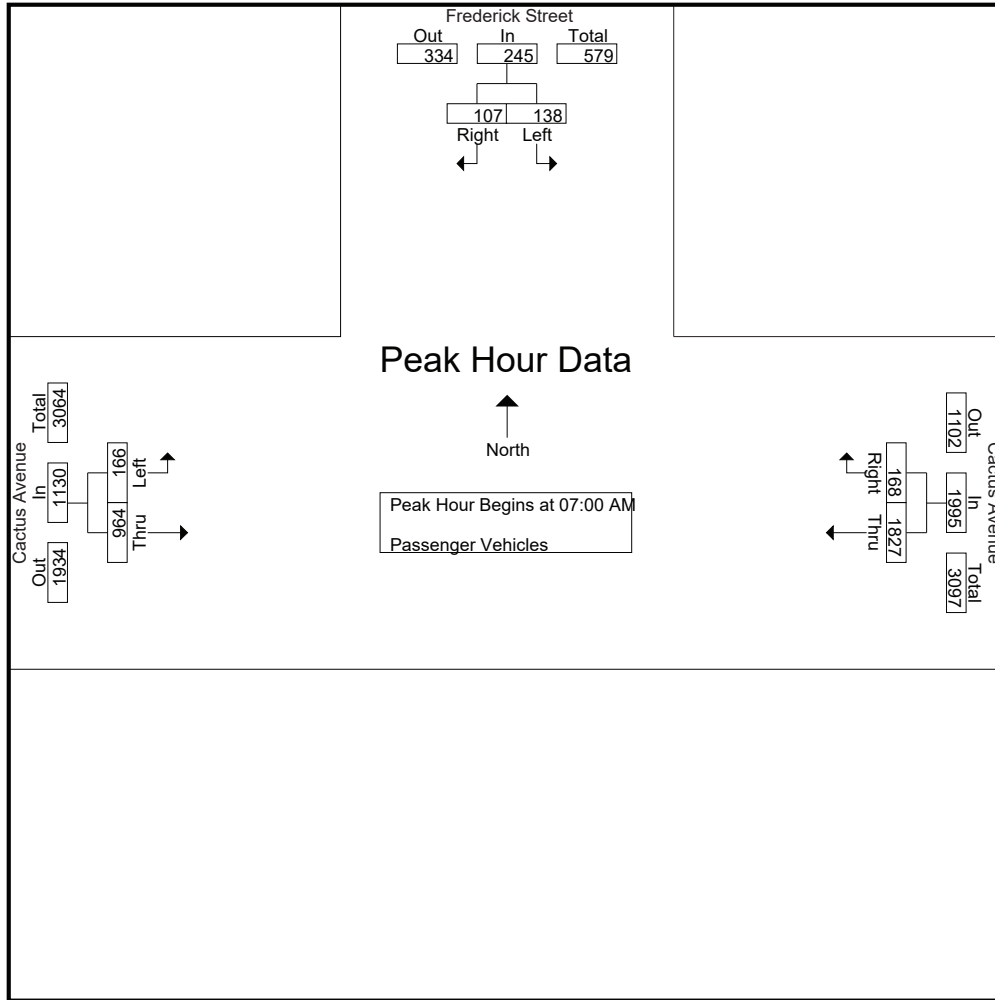 Frederick Street
Out In Total
334 245 579
107 138
Right Left
Peak Hour Data
North
Peak Hour Begins at 07:00 AM
Passenger Vehicles
Cactus Avenue
Out In Total
1934 1130 3064
964 166
Thru Left
Cactus Avenue
Out In Total
1102 1995 3097
168 1827
Right Thru